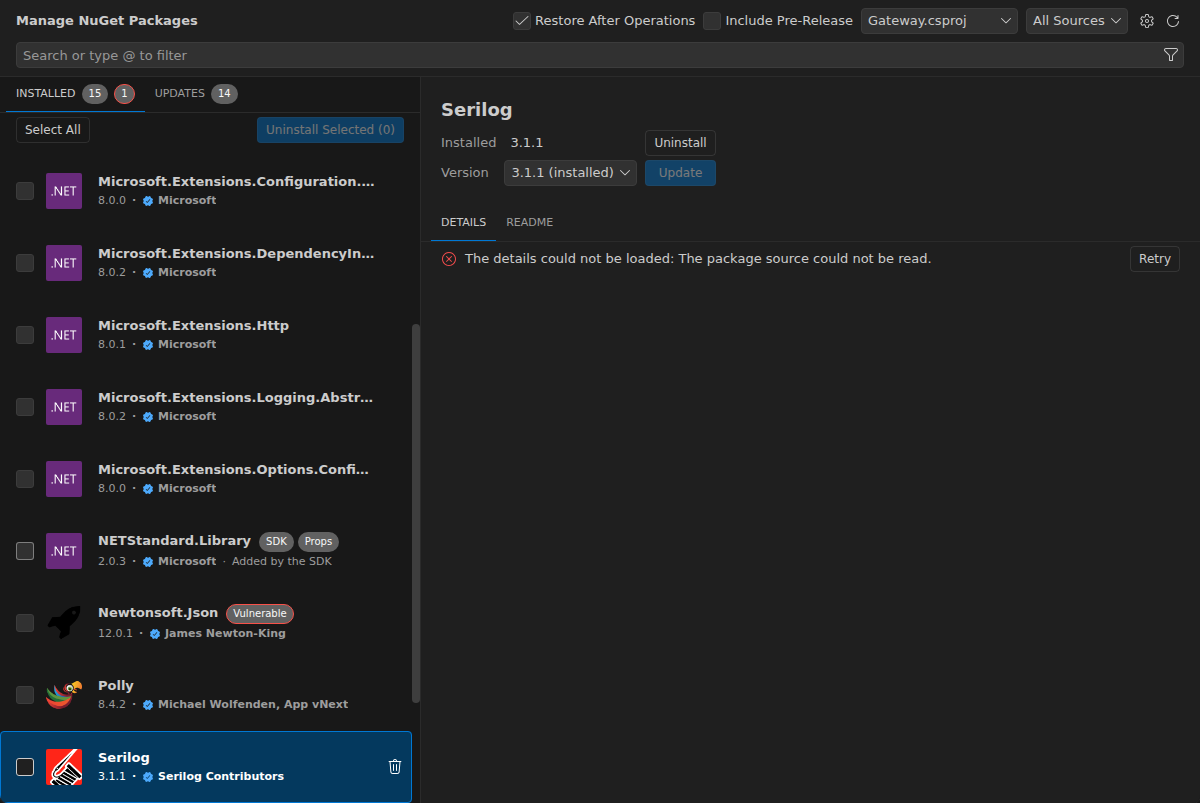 Manage NuGet Packages
Restore After Operations
Include Pre-Release
Gateway.csproj
All Sources
Search or type @ to filter
INSTALLED 15 1 UPDATES 14
Select All
Uninstall Selected (0)
.NET
Microsoft.Extensions.Configuration....
8.0.0 · Microsoft
.NET
Microsoft.Extensions.DependencyIn...
8.0.2 · Microsoft
.NET
Microsoft.Extensions.Http
8.0.1 · Microsoft
.NET
Microsoft.Extensions.Logging.Abstr...
8.0.2 · Microsoft
.NET
Microsoft.Extensions.Options.Confi...
8.0.0 · Microsoft
.NET
NETStandard.Library SDK Props
2.0.3 · Microsoft · Added by the SDK
Newtonsoft.Json Vulnerable
12.0.1 · James Newton-King
Polly
8.4.2 · Michael Wolfenden, App vNext
Serilog
3.1.1 · Serilog Contributors
Serilog
Installed 3.1.1 Uninstall
Version 3.1.1 (installed) Update
DETAILS README
The details could not be loaded: The package source could not be read.
Retry